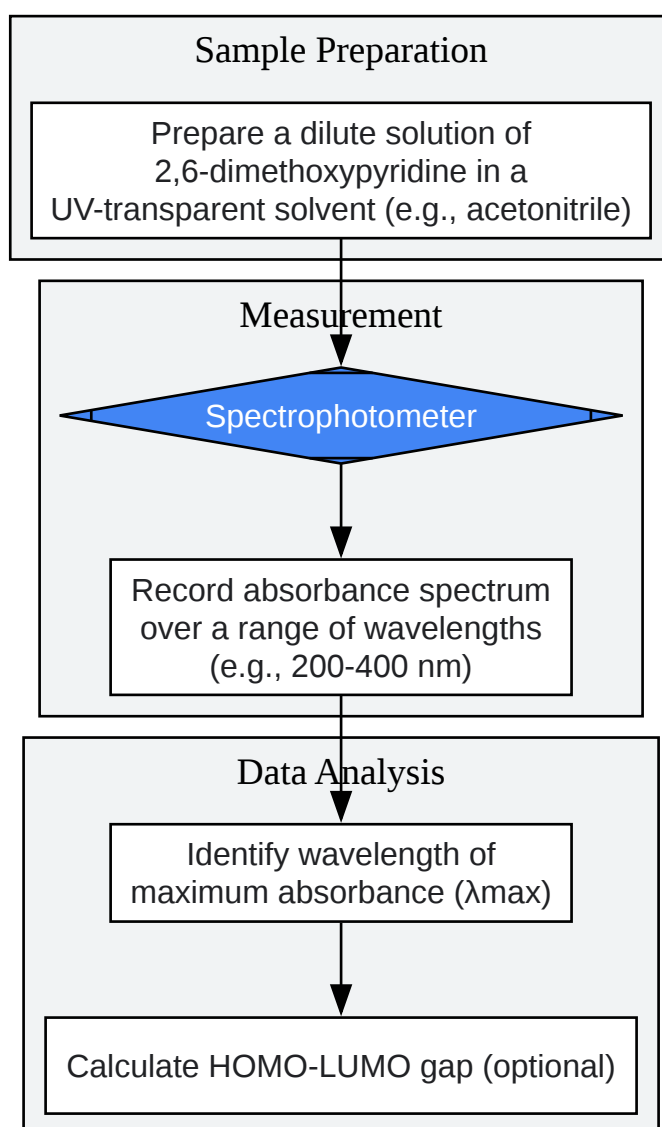 Sample Preparation
Prepare a dilute solution of
2,6-dimethoxypyridine in a
UV-transparent solvent (e.g., acetonitrile)
Measurement
Spectrophotometer
Record absorbance spectrum
over a range of wavelengths
(e.g., 200-400 nm)
Data Analysis
Identify wavelength of
maximum absorbance (λmax)
Calculate HOMO-LUMO gap (optional)